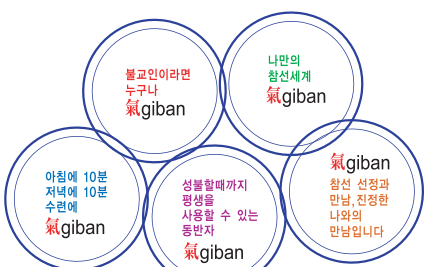 불교인이라면
누구나
氣giban
나만의
참선세계
氣giban
아침에 10분
저녁에 10분
수련에
氣giban
성불할때까지
평생을
사용할 수 있는
동반자
氣giban
氣giban
참선 선정과
만남,진정한
나와의
만남입니다